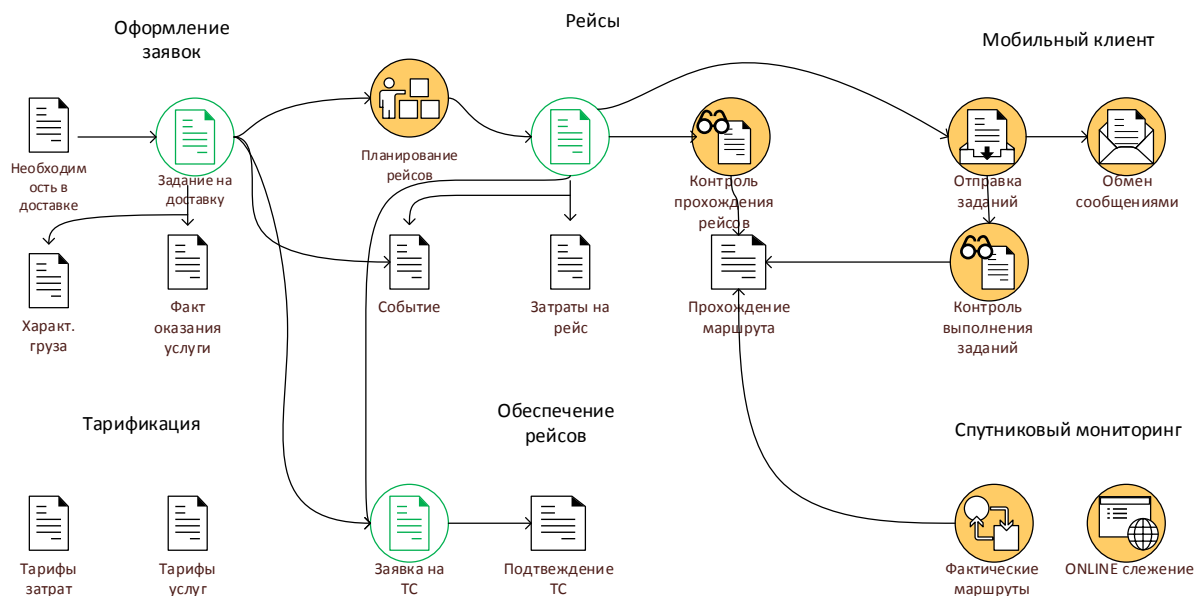 Оформление
заявок
Рейсы
Мобильный клиент
Необходим
ость в
доставке
Задание на
доставку
Планирование
рейсов
Контроль
прохождения
рейсов
Отправка
заданий
Обмен
сообщениями
Характ.
груза
Факт
оказания
услуги
Событие
Затраты на
рейс
Прохождение
маршрута
Контроль
выполнения
заданий
Тарификация
Обеспечение
рейсов
Спутниковый мониторинг
Тарифы
затрат
Тарифы
услуг
Заявка на
ТС
Подтвеждение
ТС
Фактические
маршруты
ONLINE слежение